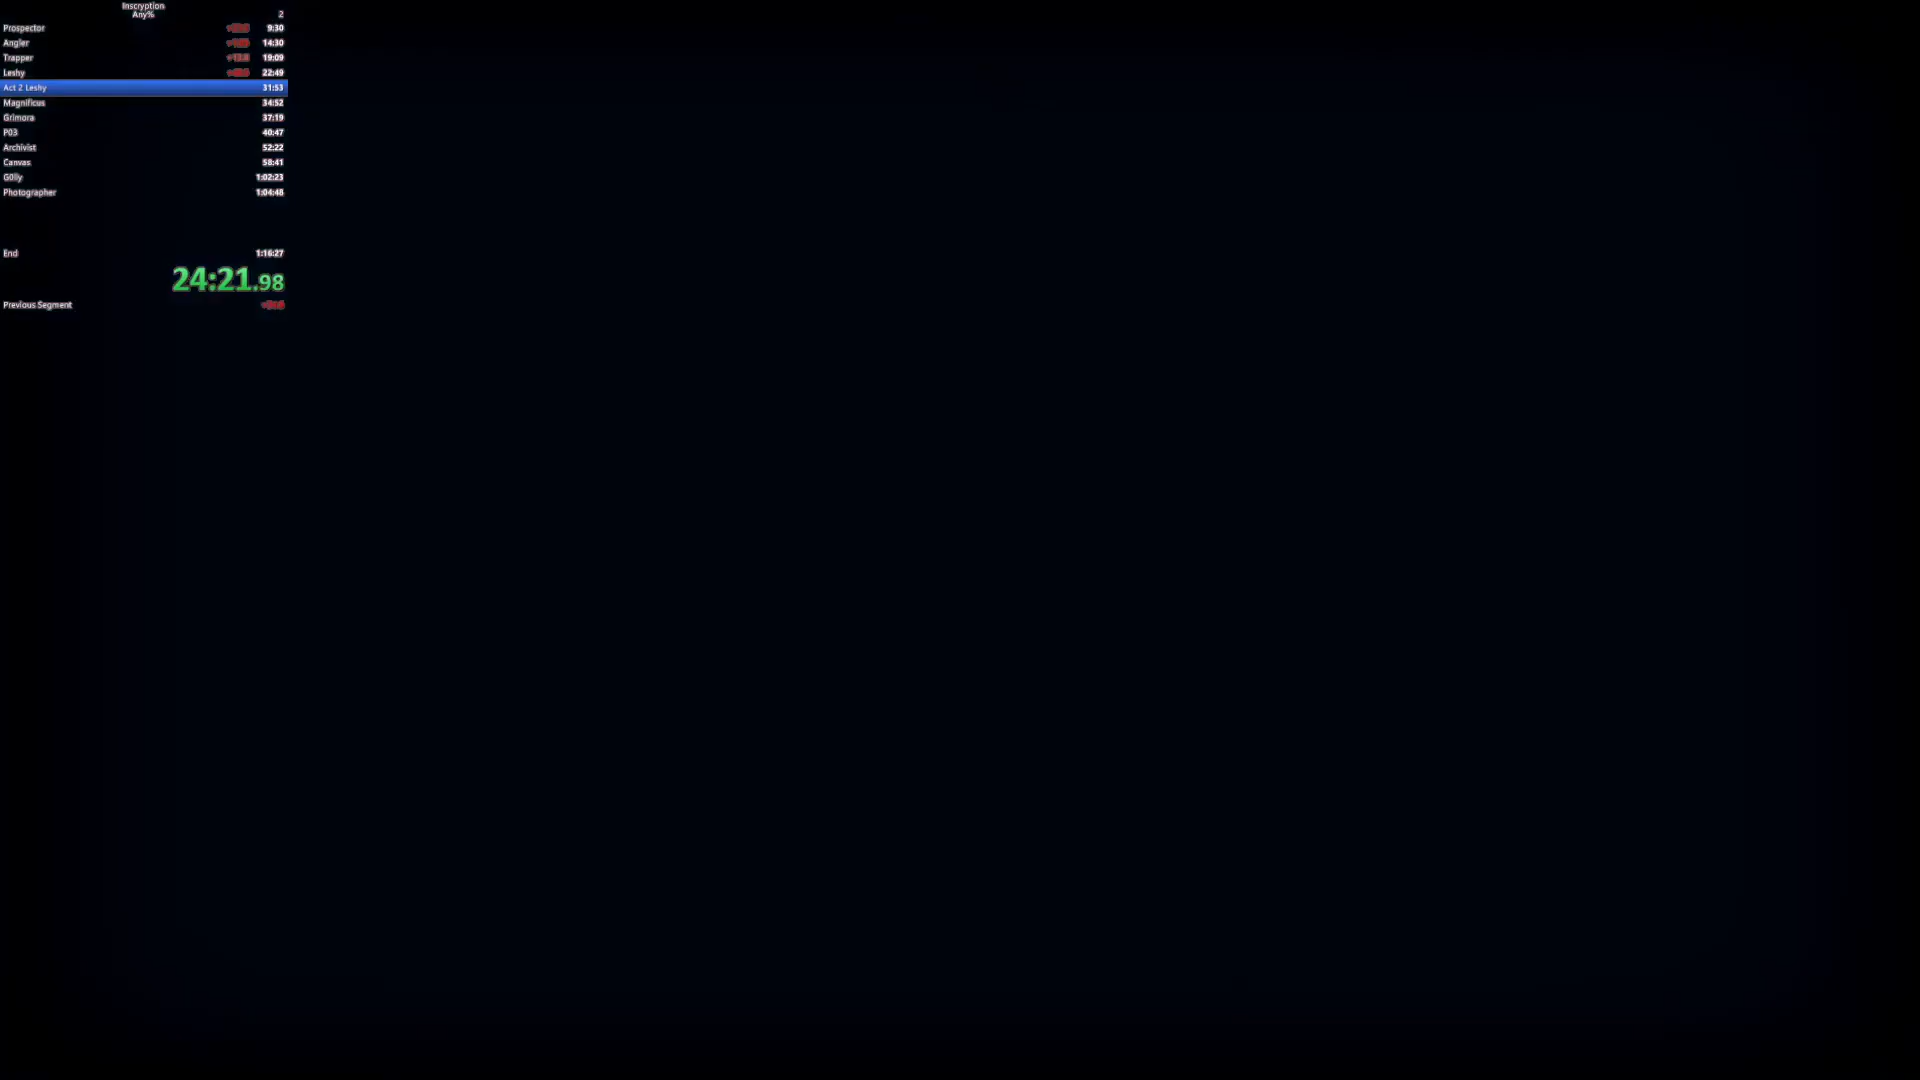 Inscryption
Any%
2
Prospector 9:30
Angler 14:30
Trapper 19:09
Leshy 22:49
Act 2 Leshy 31:53
Magnificus 34:52
Grimora 37:19
P03 40:47
Archivist 52:22
Canvas 58:41
G0lly 1:02:23
Photographer 1:04:48
End 1:16:27
24:21.98
Previous Segment